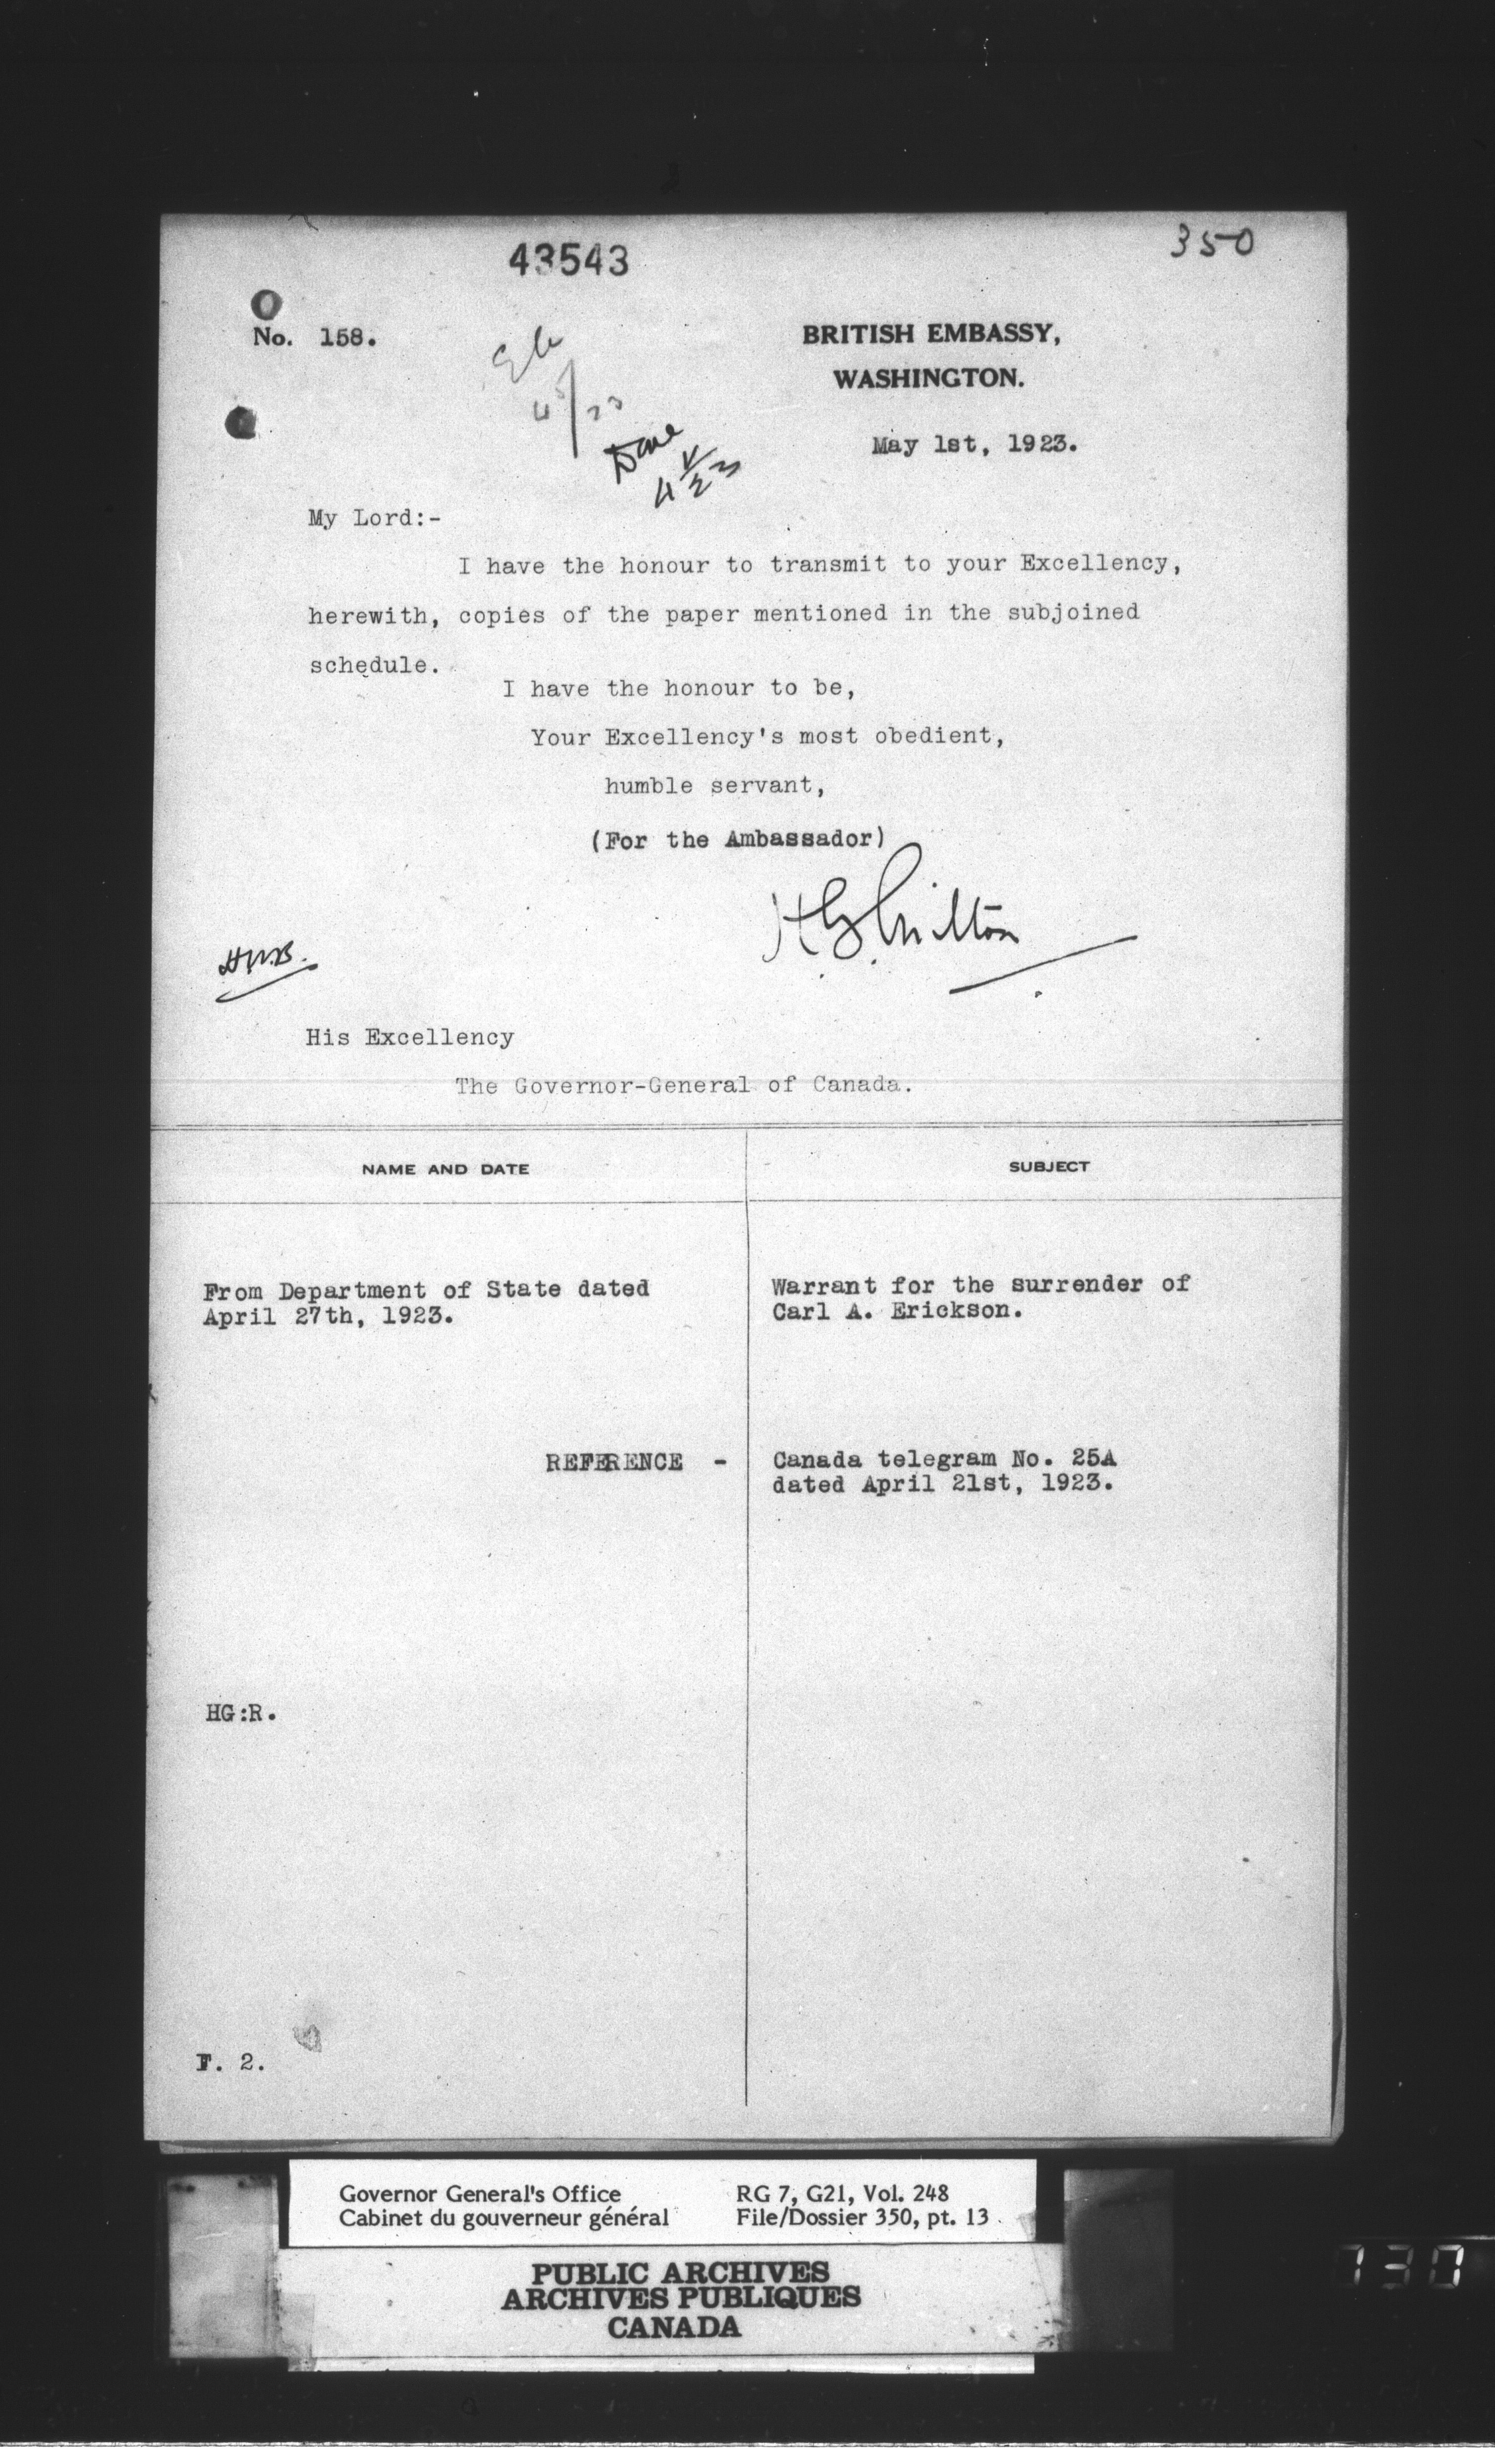 43543
350
No. 158.
BRITISH EMBASSY,
WASHINGTON.
May 1st, 1923.
Done
4 V 23
My Lord:-
I have the honour to transmit to your Excellency,
herewith, copies of the paper mentioned in the subjoined
schedule.
I have the honour to be,
Your Excellency's most obedient,
humble servant,
(For the Ambassador)
H.G. Chilton
H.W.B.
His Excellency
The Governor-General of Canada.
NAME AND DATE
SUBJECT
From Department of State dated
April 27th, 1923.
Warrant for the surrender of
Carl A. Erickson.
REFERENCE -
Canada telegram No. 25A
dated April 21st, 1923.
HG:R.
F. 2.
Governor General's Office
Cabinet du gouverneur général
RG 7, G21, Vol. 248
File/Dossier 350, pt. 13
PUBLIC ARCHIVES
ARCHIVES PUBLIQUES
CANADA
730